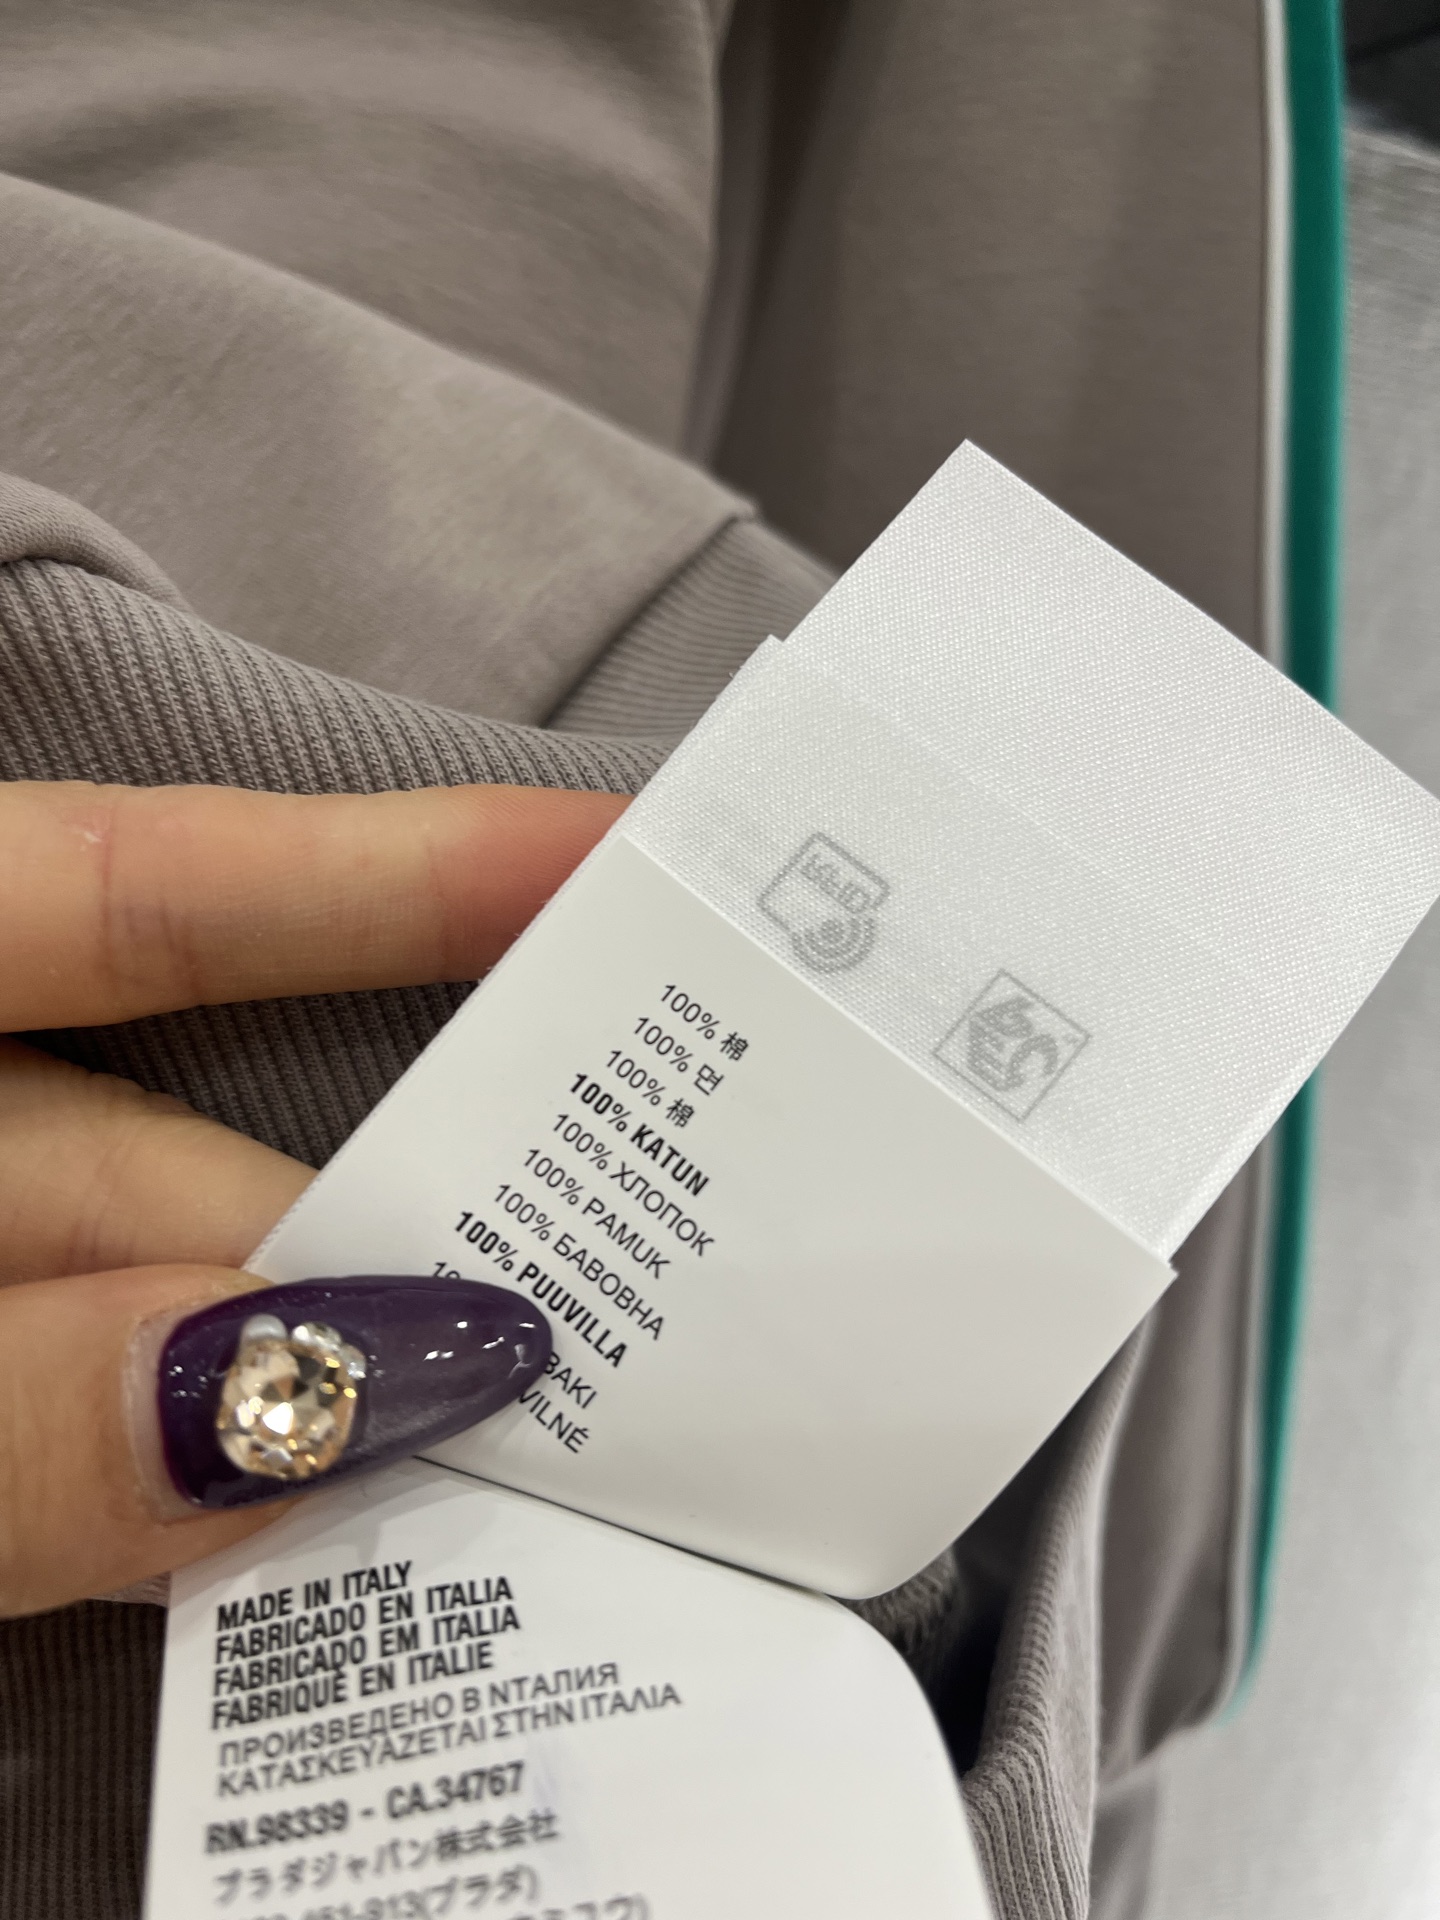 RFID
100% 棉
100% 면
100% 棉
100% KATUN
100% ХЛОПОК
100% PAMUK
100% БАВОВНА
100% PUUVILLA
MADE IN ITALY
FABRICADO EN ITALIA
FABRICADO EM ITALIA
FABRIQUÉ EN ITALIE
ПРОИЗВЕДЕНО В NТАЛИЯ
ΚΑΤΑΣΚΕΥΑΖΕΤΑΙ ΣΤΗΝ ΙΤΑΛΙΑ
RN.98339 - CA.34767
プラダジャパン株式会社